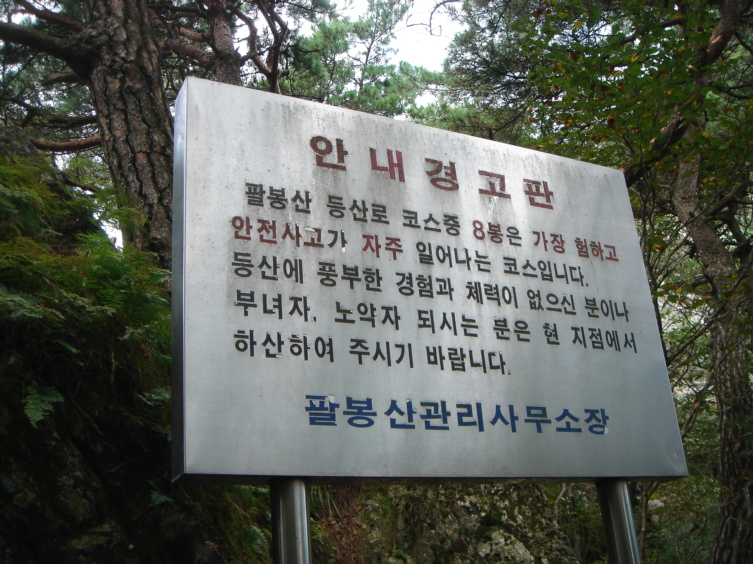 안내경고판
팔봉산 등산로 코스중 8봉은 가장 험하고
안전사고가 자주 일어나는 코스입니다.
등산에 풍부한 경험과 체력이 없으신 분이나
부녀자, 노약자 되시는 분은 현 지점에서
하산하여 주시기 바랍니다.
팔봉산관리사무소장